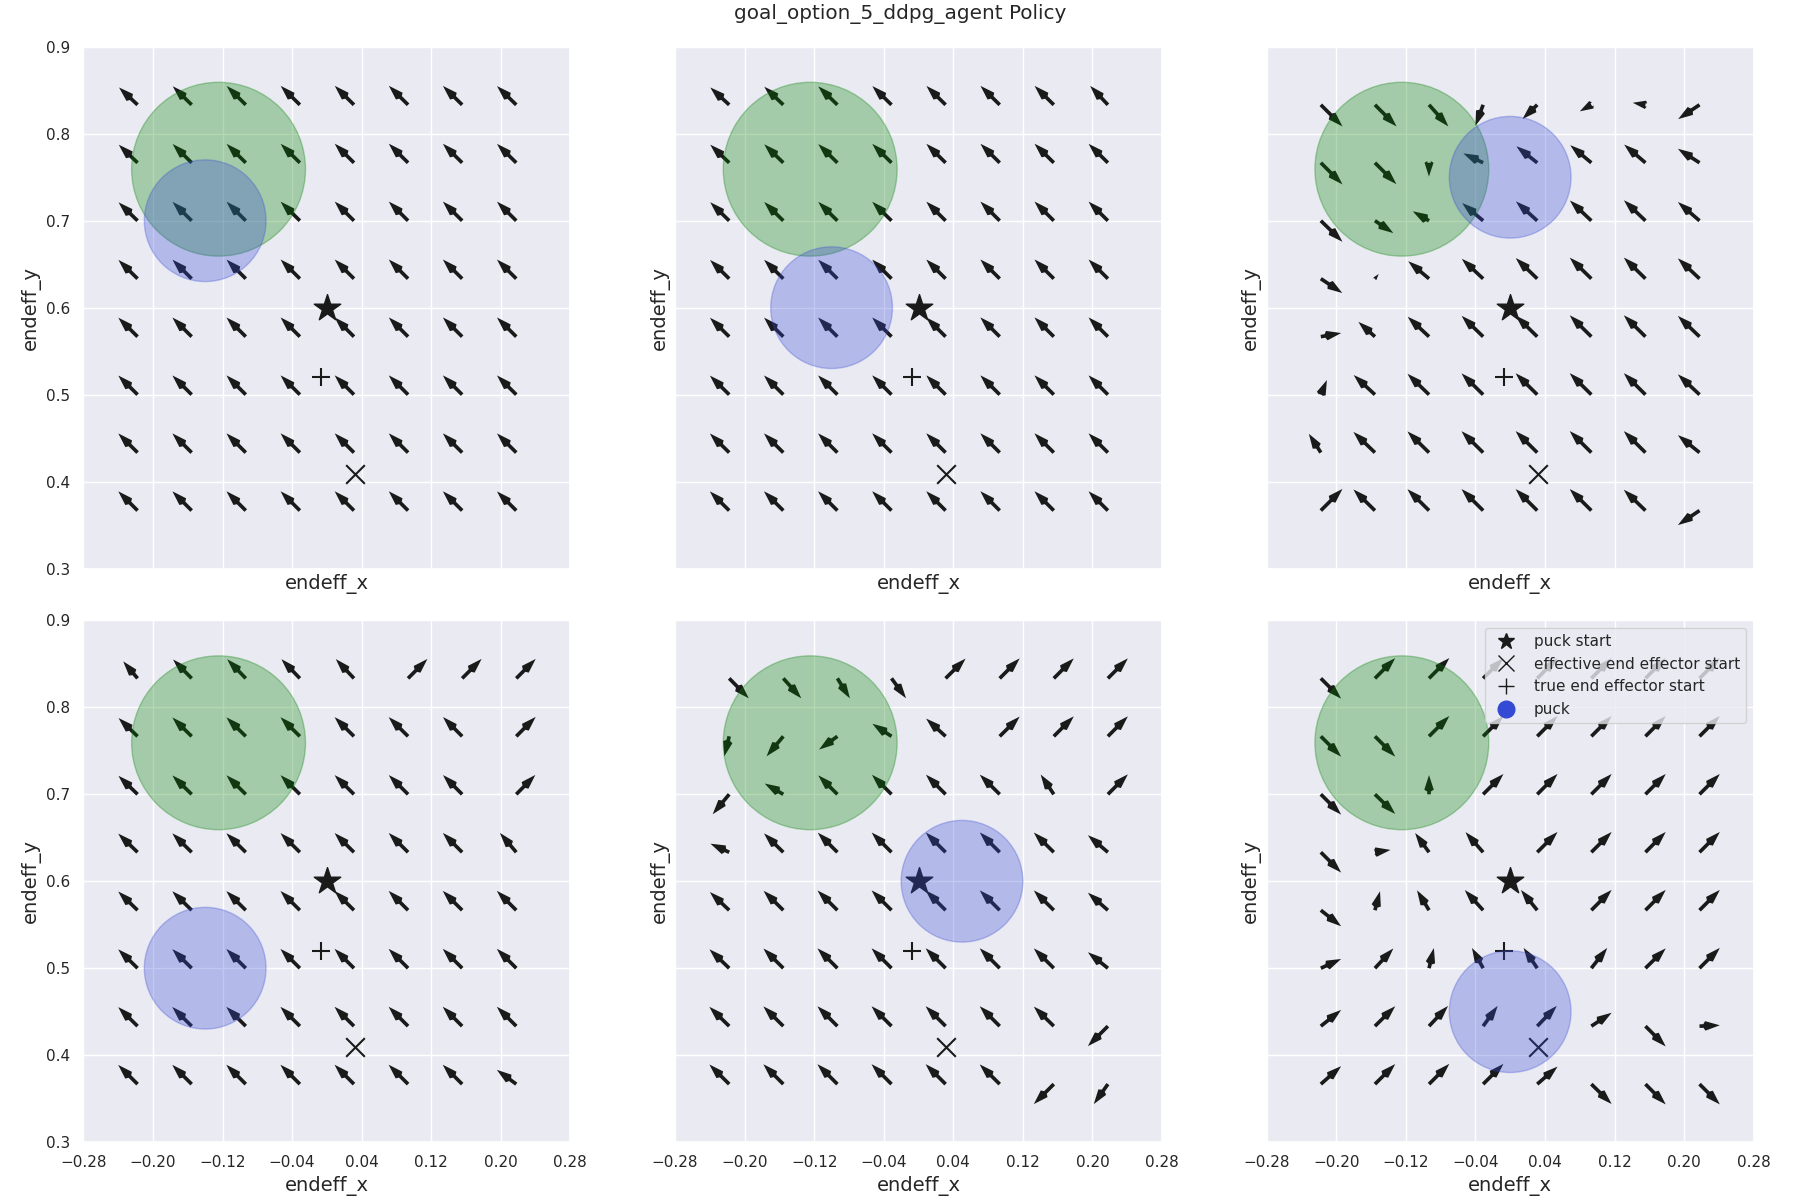 goal_option_5_ddpg_agent Policy
0.9
0.8
0.7
0.6
0.5
0.4
0.3
endeff_y
endeff_x
endeff_y
endeff_x
endeff_y
endeff_x
0.9
0.8
0.7
0.6
0.5
0.4
0.3
endeff_y
−0.28 −0.20 −0.12 −0.04 0.04 0.12 0.20 0.28
endeff_x
endeff_y
−0.28 −0.20 −0.12 −0.04 0.04 0.12 0.20 0.28
endeff_x
puck start
effective end effector start
true end effector start
puck
endeff_y
−0.28 −0.20 −0.12 −0.04 0.04 0.12 0.20 0.28
endeff_x